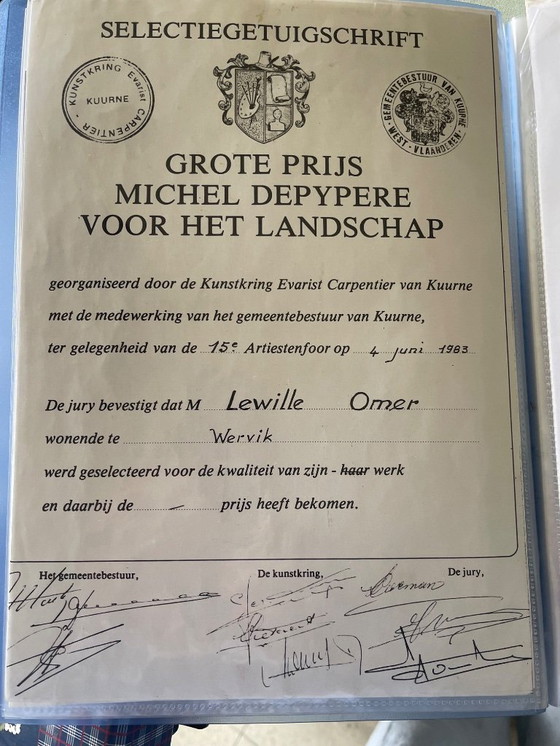 SELECTIEGETUIGSCHRIFT
KUNSTKRING Evarist CARPENTIER
KUURNE
GEMEENTEBESTUUR VAN KUURNE
WEST - VLAANDEREN
GROTE PRIJS
MICHEL DEPYPERE
VOOR HET LANDSCHAP
georganiseerd door de Kunstkring Evarist Carpentier van Kuurne
met de medewerking van het gemeentebestuur van Kuurne,
ter gelegenheid van de 15e Artiestenfoor op 4 juni 1983
De jury bevestigt dat M Lewille Omer
wonende te Wervik
werd geselecteerd voor de kwaliteit van zijn - haar werk
en daarbij de - prijs heeft bekomen.
Het gemeentebestuur, De kunstkring, De jury,